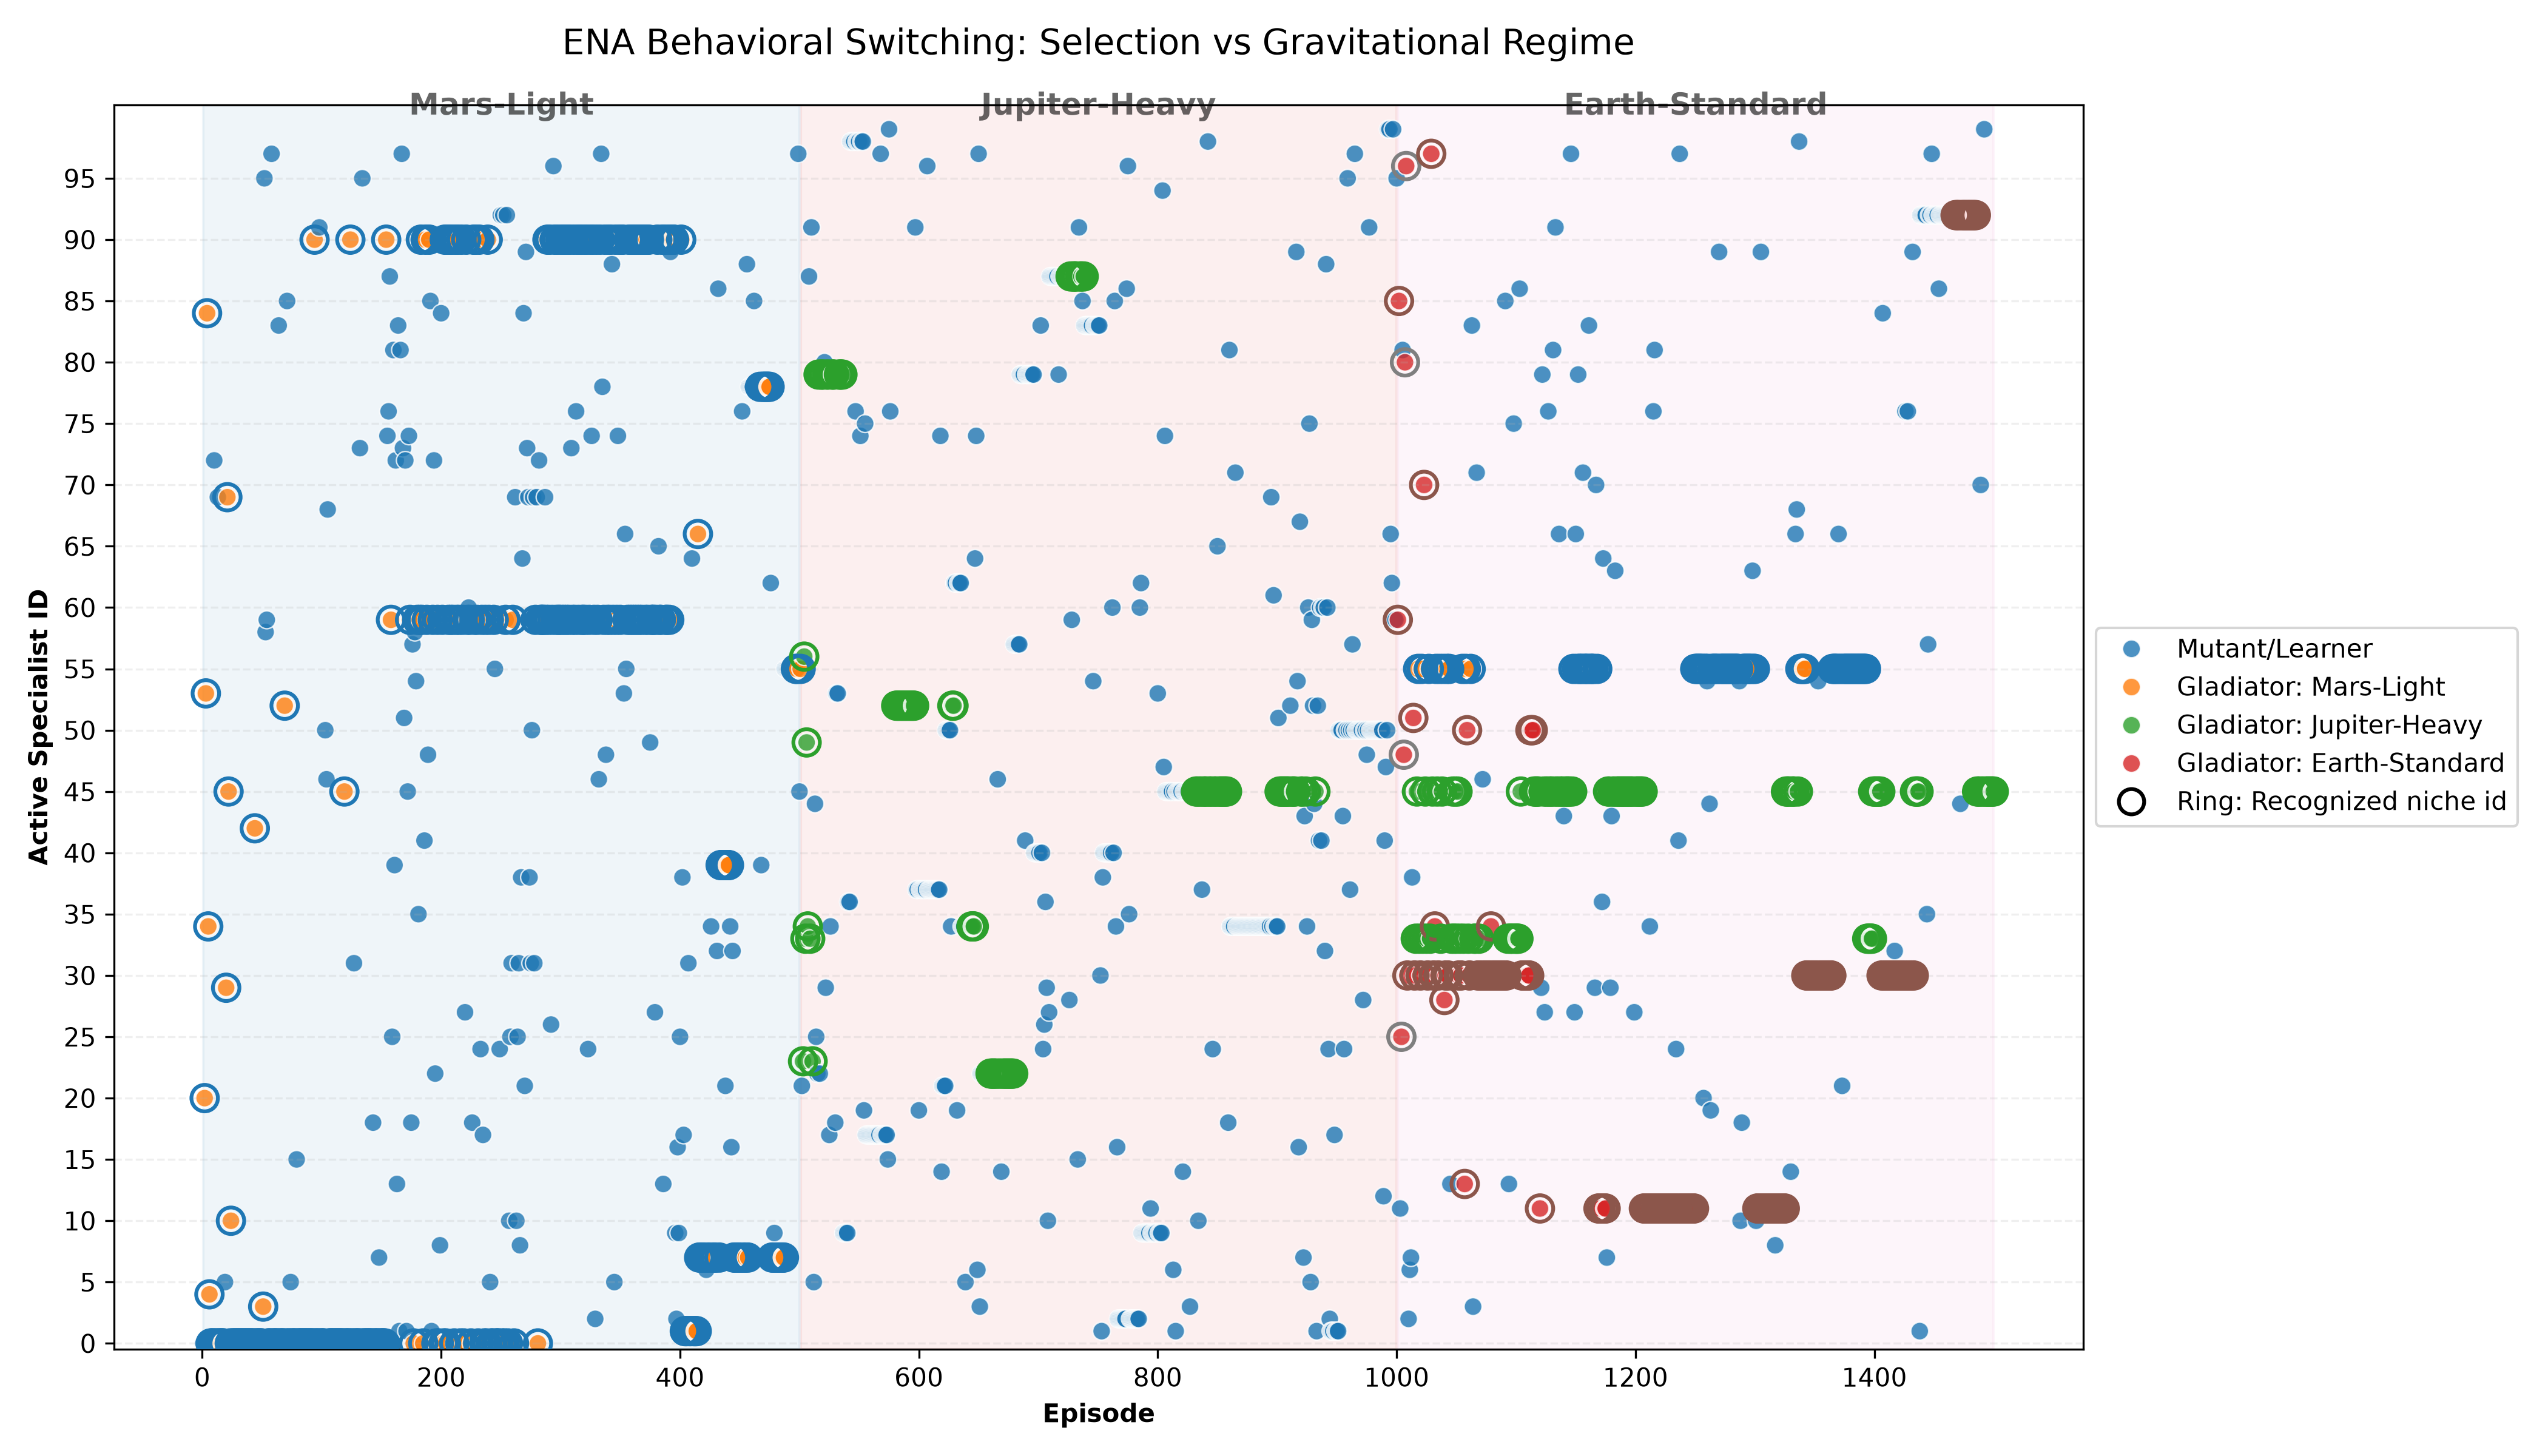 ENA Behavioral Switching: Selection vs Gravitational Regime
Mars-Light
Jupiter-Heavy
Earth-Standard
Active Specialist ID
95
90
85
80
75
70
65
60
55
50
45
40
35
30
25
20
15
10
5
0
0
200
400
600
800
1000
1200
1400
Episode
Mutant/Learner
Gladiator: Mars-Light
Gladiator: Jupiter-Heavy
Gladiator: Earth-Standard
Ring: Recognized niche id